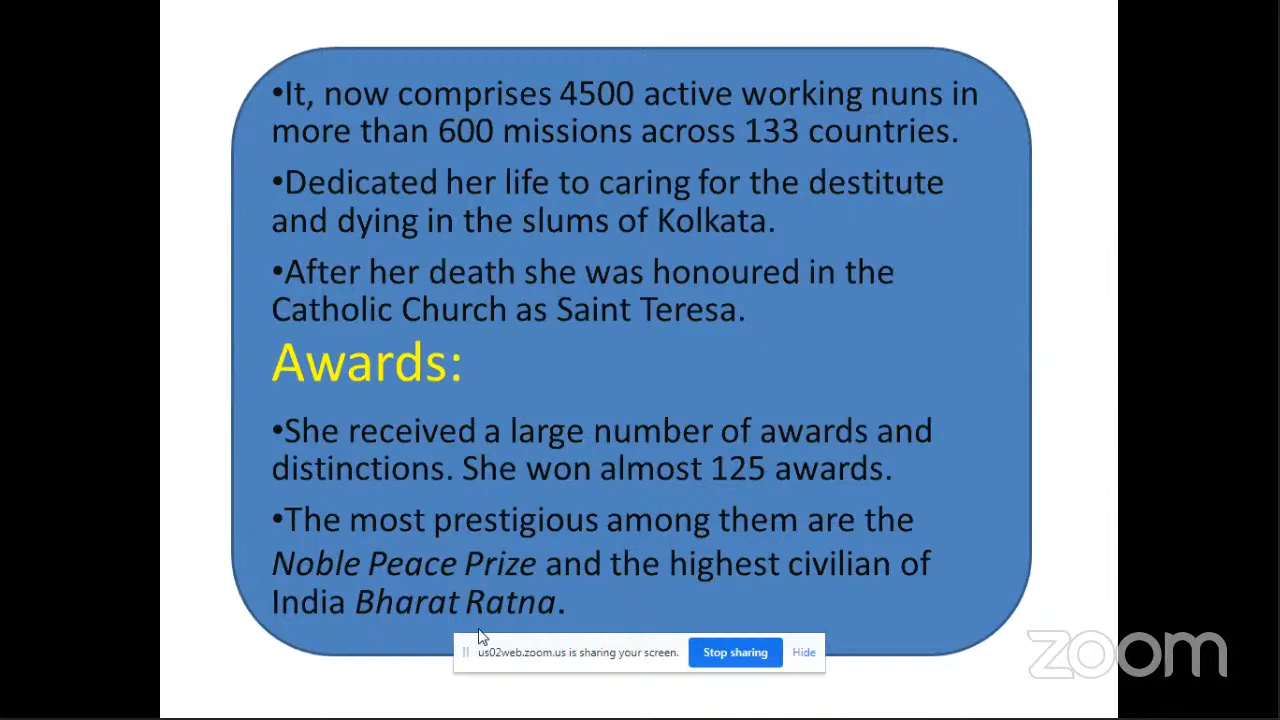 •It, now comprises 4500 active working nuns in
more than 600 missions across 133 countries.
•Dedicated her life to caring for the destitute
and dying in the slums of Kolkata.
•After her death she was honoured in the
Catholic Church as Saint Teresa.
Awards:
•She received a large number of awards and
distinctions. She won almost 125 awards.
•The most prestigious among them are the
Noble Peace Prize and the highest civilian of
India Bharat Ratna.
us02web.zoom.us is sharing your screen. Stop sharing Hide
zoom